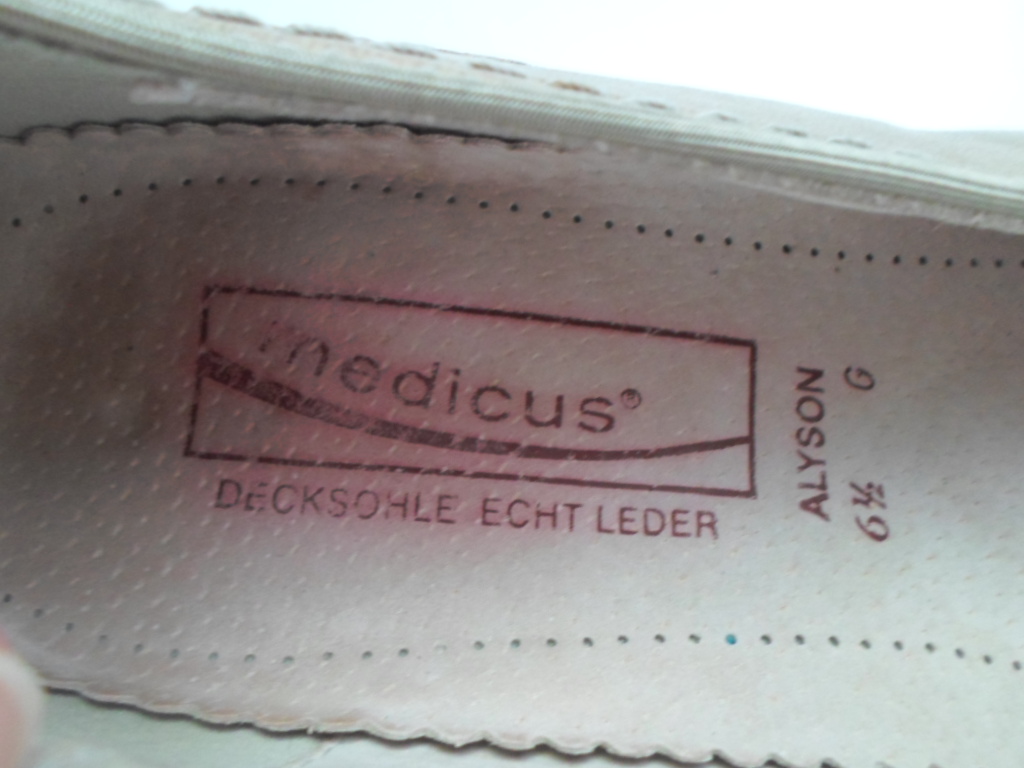 medicus®
DECKSOHLE ECHT LEDER
ALYSON
6½ G